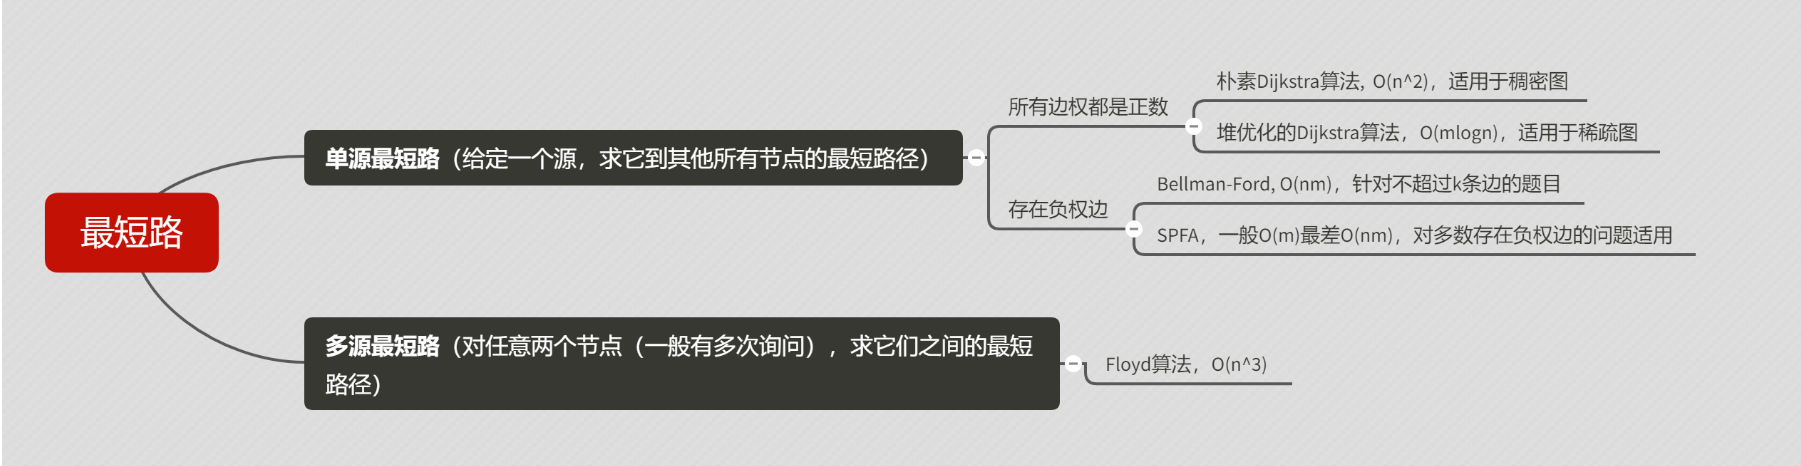 最短路
单源最短路（给定一个源，求它到其他所有节点的最短路径）
所有边权都是正数
朴素Dijkstra算法, O(n^2)，适用于稠密图
堆优化的Dijkstra算法，O(mlogn)，适用于稀疏图
存在负权边
Bellman-Ford, O(nm)，针对不超过k条边的题目
SPFA，一般O(m)最差O(nm)，对多数存在负权边的问题适用
多源最短路（对任意两个节点（一般有多次询问），求它们之间的最短
路径）
Floyd算法，O(n^3)